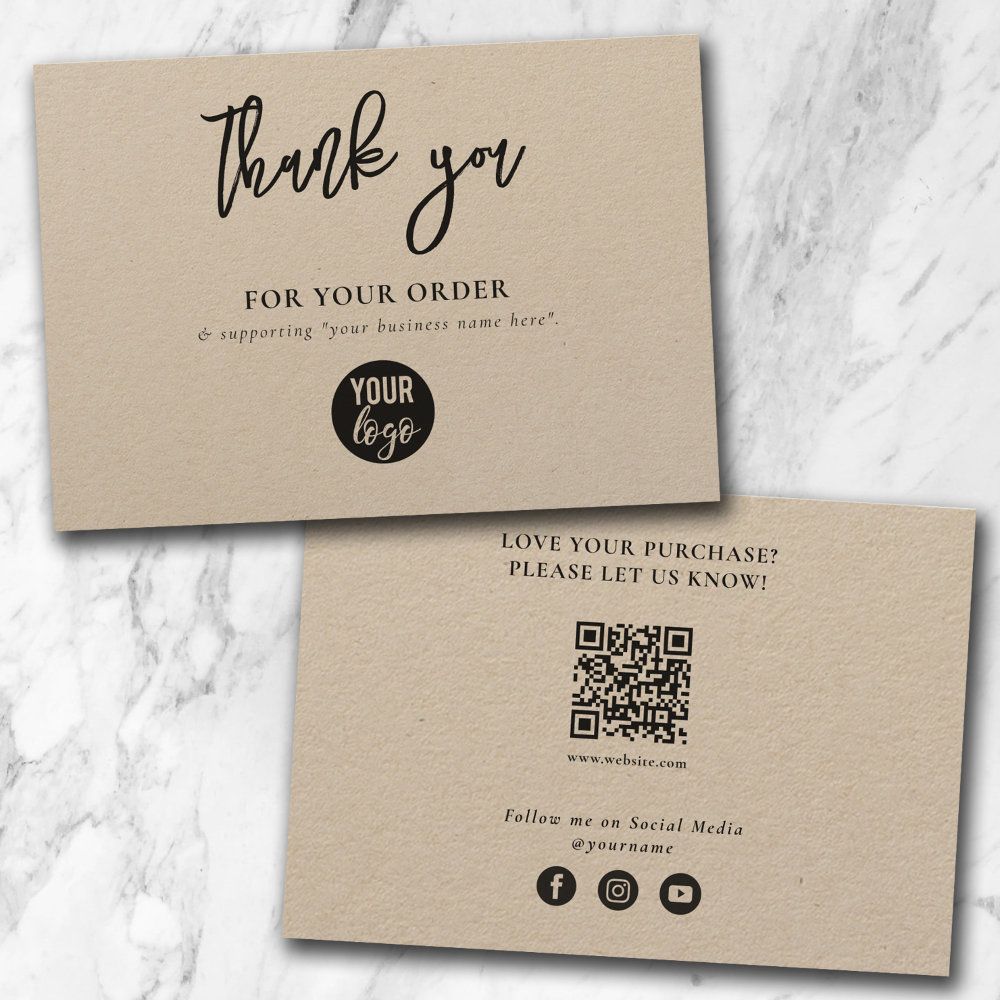 Thank you
FOR YOUR ORDER
& supporting "your business name here".
YOUR
logo
LOVE YOUR PURCHASE?
PLEASE LET US KNOW!
www.website.com
Follow me on Social Media
@yourname